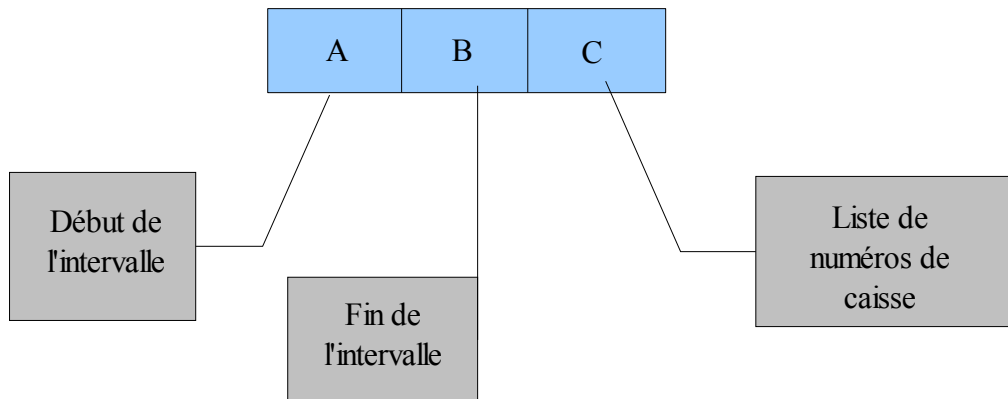 A B C
Début de
l'intervalle
Fin de
l'intervalle
Liste de
numéros de
caisse